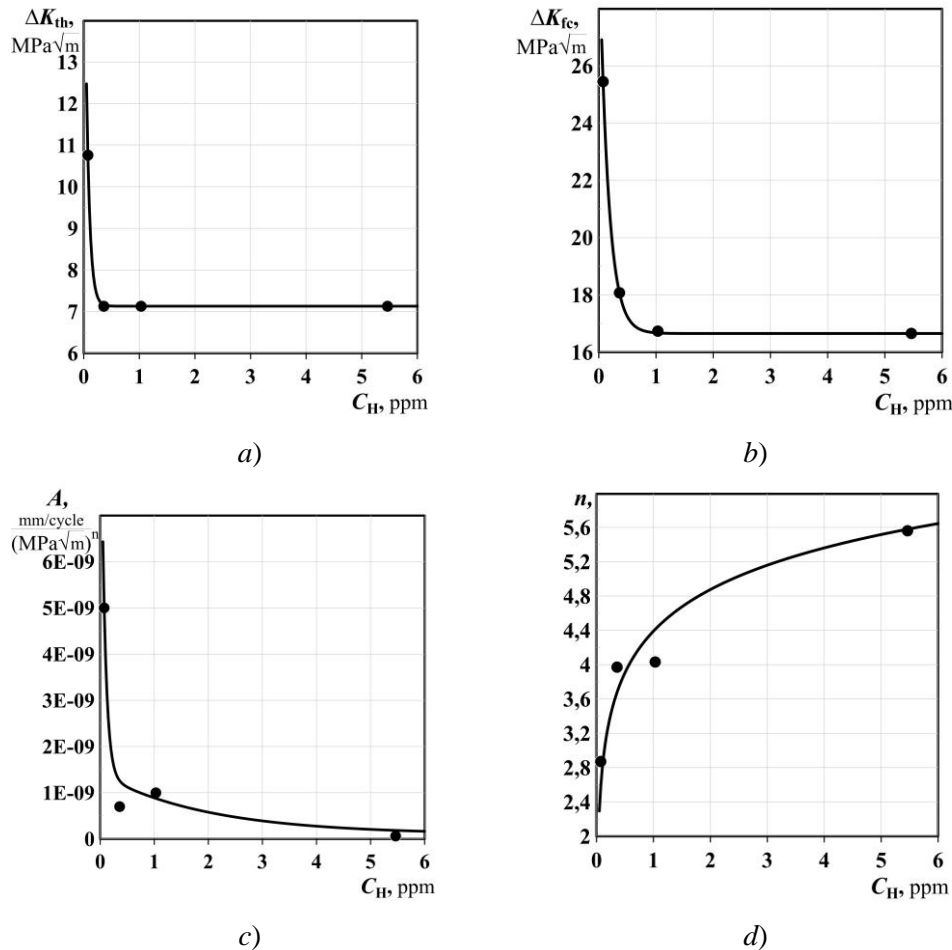 ΔKth,
MPa√m
13
12
11
10
9
8
7
6
0 1 2 3 4 5 6
CH, ppm
a)
ΔKfc,
MPa√m
26
24
22
20
18
16
0 1 2 3 4 5 6
CH, ppm
b)
A,
mm/cycle
(MPa√m)n
6E-09
5E-09
4E-09
3E-09
2E-09
1E-09
0
0 1 2 3 4 5 6
CH, ppm
c)
n,
5,6
5,2
4,8
4,4
4
3,6
3,2
2,8
2,4
2
0 1 2 3 4 5 6
CH, ppm
d)